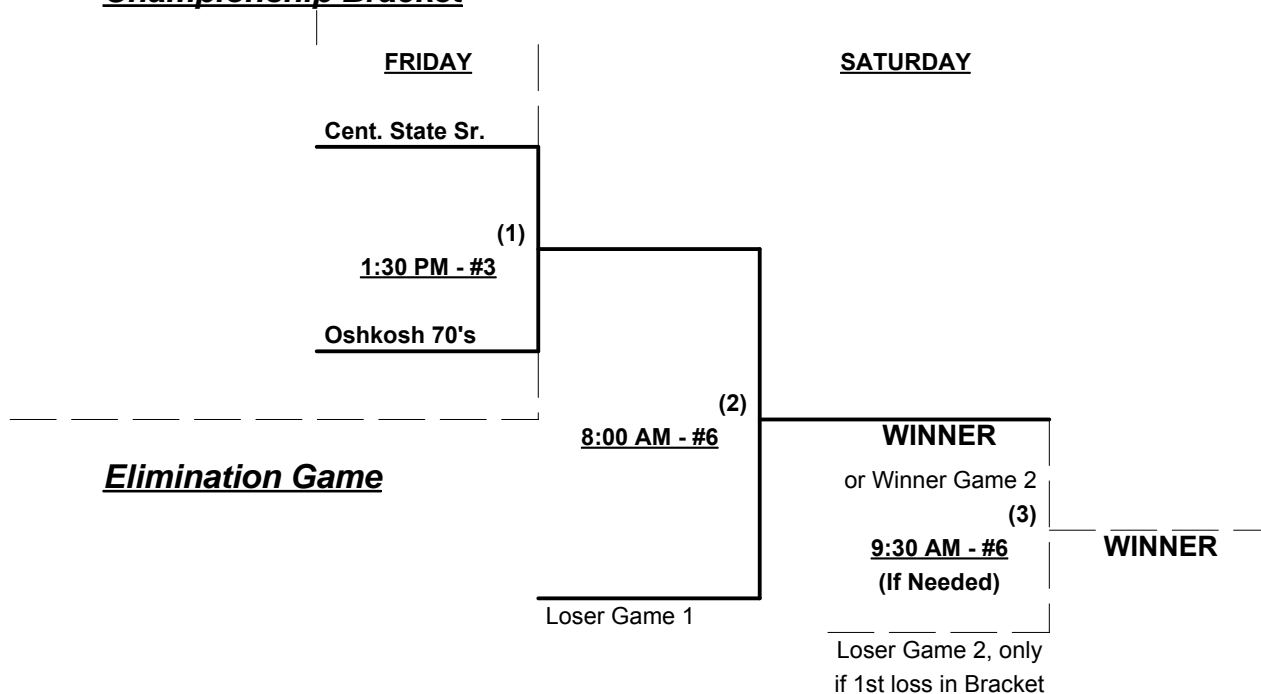 Championship Bracket
FRIDAY
SATURDAY
Cent. State Sr.
(1)
1:30 PM - #3
Oshkosh 70's
(2)
8:00 AM - #6
WINNER
Elimination Game
or Winner Game 2
(3)
9:30 AM - #6
WINNER
(If Needed)
Loser Game 1
Loser Game 2, only
if 1st loss in Bracket